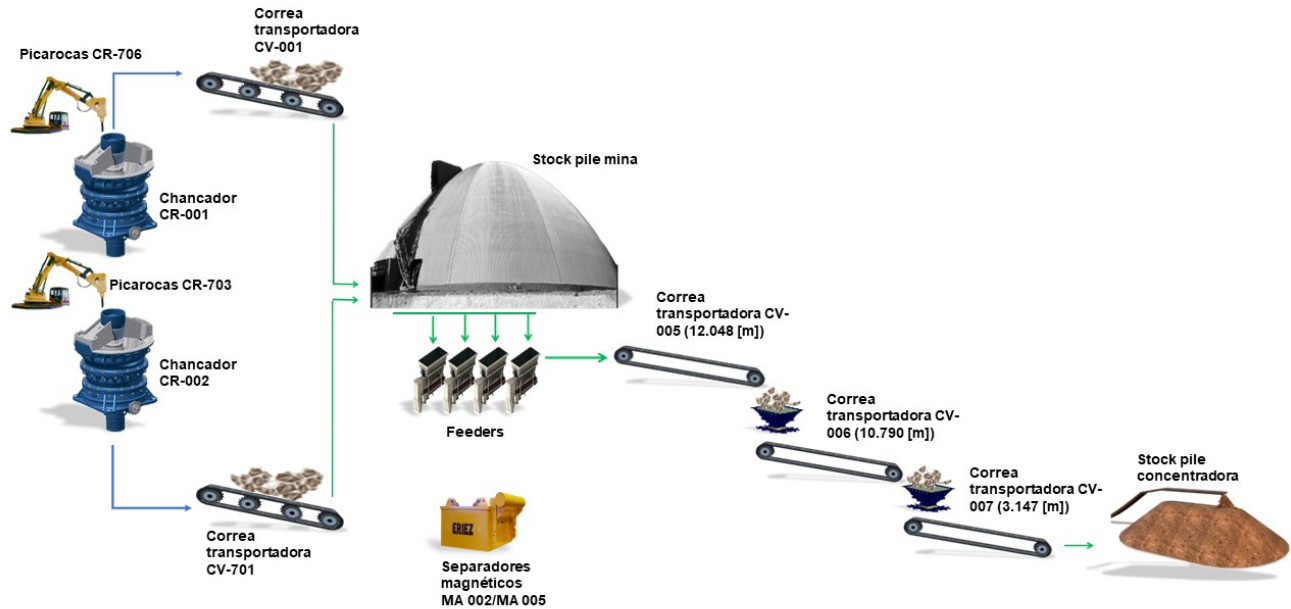 Correa
transportadora
CV-001
Picarocas CR-706
Chancador
CR-001
Stock pile mina
Picarocas CR-703
Chancador
CR-002
Correa
transportadora CV-
005 (12.048 [m])
Feeders
Correa
transportadora CV-
006 (10.790 [m])
Correa
transportadora CV-
007 (3.147 [m])
Stock pile
concentradora
Correa
transportadora
CV-701
ERIEZ
Separadores
magnéticos
MA 002/MA 005